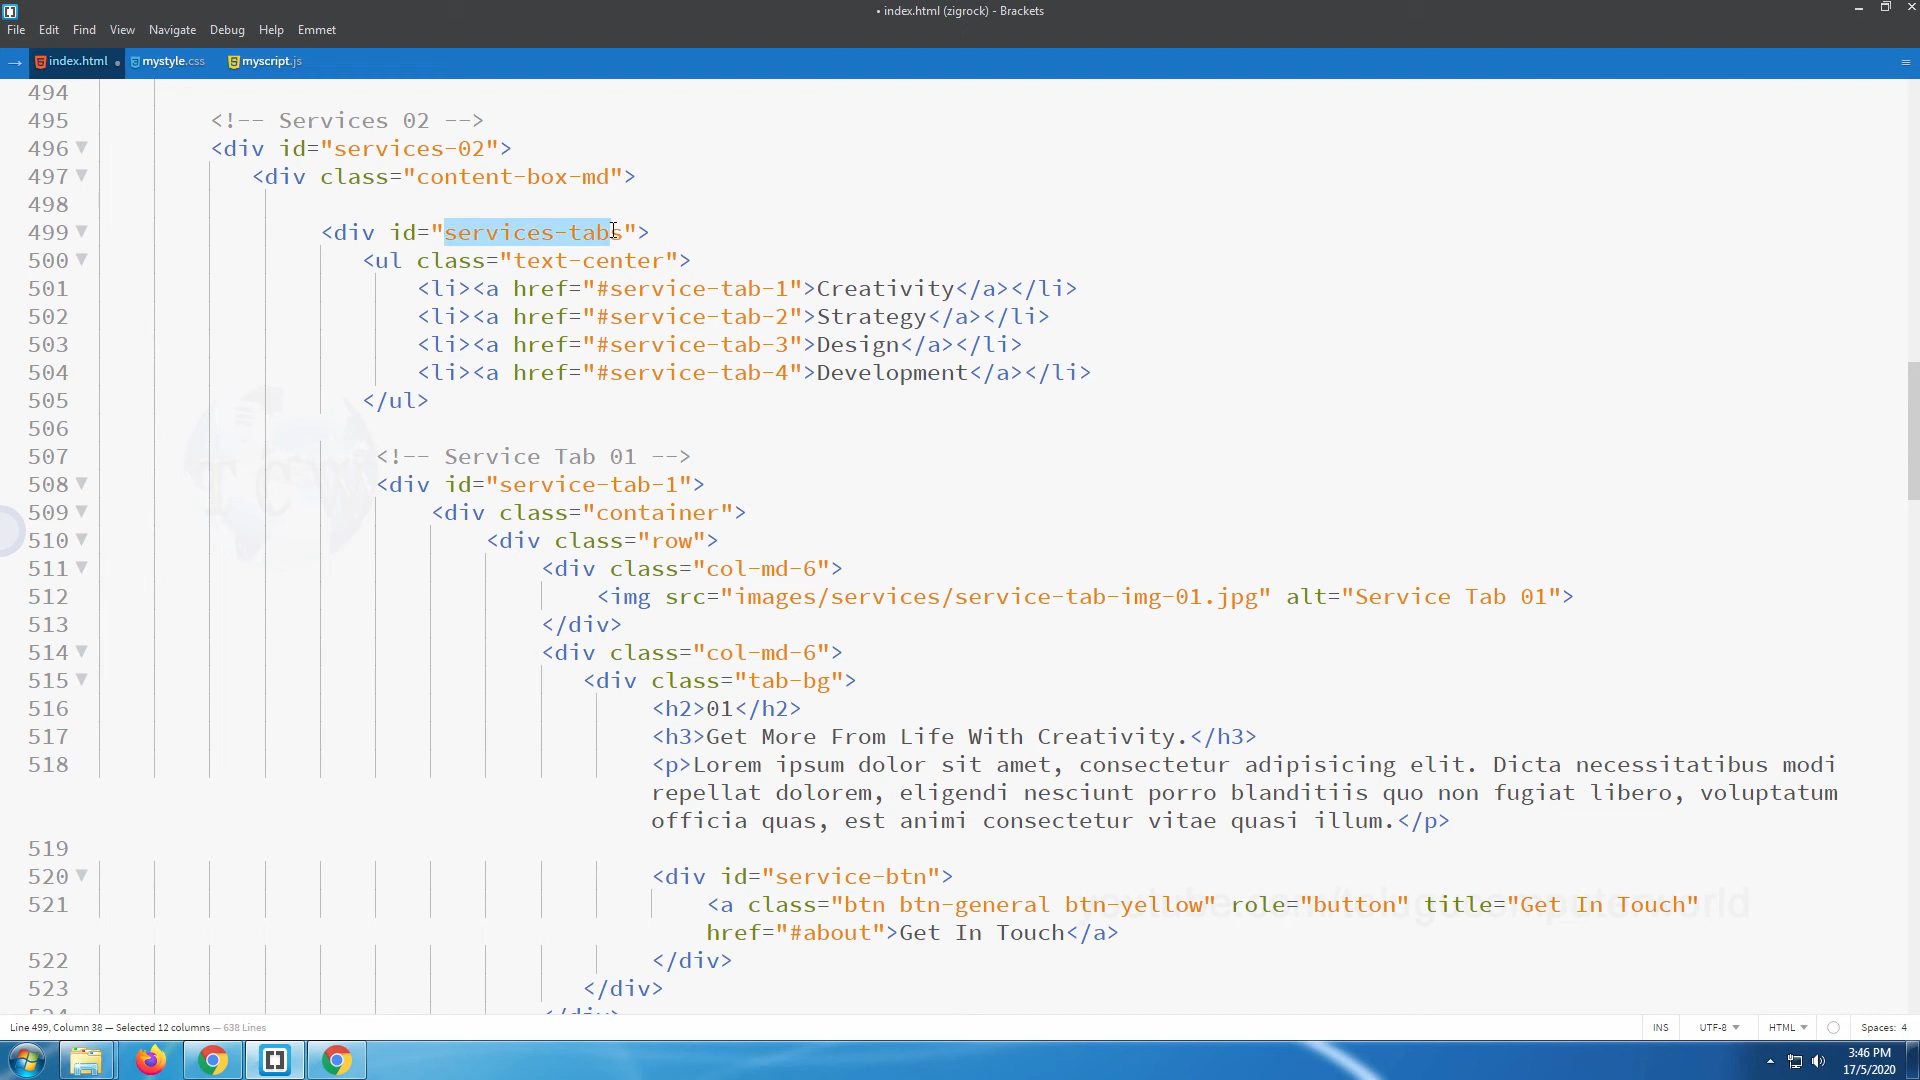 • index.html (zigrock) - Brackets
File Edit Find View Navigate Debug Help Emmet
index.html • mystyle.css myscript.js
494
495 <!-- Services 02 -->
496 <div id="services-02">
497 <div class="content-box-md">
498
499 <div id="services-tabs">
500 <ul class="text-center">
501 <li><a href="#service-tab-1">Creativity</a></li>
502 <li><a href="#service-tab-2">Strategy</a></li>
503 <li><a href="#service-tab-3">Design</a></li>
504 <li><a href="#service-tab-4">Development</a></li>
505 </ul>
506
507 <!-- Service Tab 01 -->
508 <div id="service-tab-1">
509 <div class="container">
510 <div class="row">
511 <div class="col-md-6">
512 <img src="images/services/service-tab-img-01.jpg" alt="Service Tab 01">
513 </div>
514 <div class="col-md-6">
515 <div class="tab-bg">
516 <h2>01</h2>
517 <h3>Get More From Life With Creativity.</h3>
518 <p>Lorem ipsum dolor sit amet, consectetur adipisicing elit. Dicta necessitatibus modi
repellat dolorem, eligendi nesciunt porro blanditiis quo non fugiat libero, voluptatum
officia quas, est animi consectetur vitae quasi illum.</p>
519
520 <div id="service-btn">
521 <a class="btn btn-general btn-yellow" role="button" title="Get In Touch"
href="#about">Get In Touch</a>
522 </div>
523 </div>
</div>
Line 499, Column 38 — Selected 12 columns — 638 Lines
INS UTF-8 HTML Spaces: 4
3:46 PM
17/5/2020